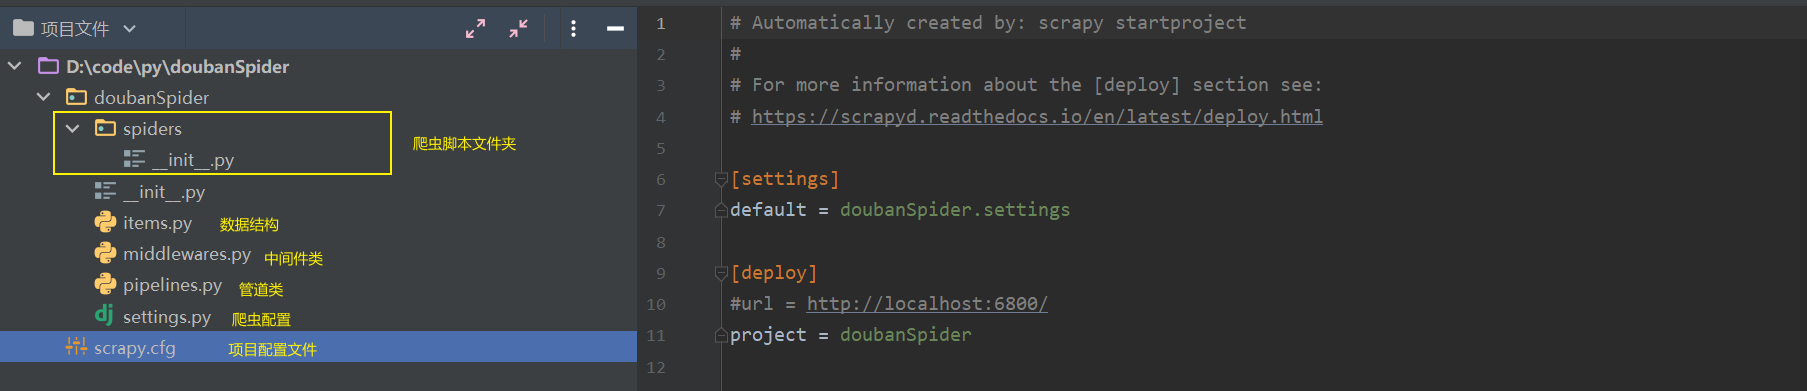 项目文件
D:\code\py\doubanSpider
doubanSpider
spiders
__init__.py
爬虫脚本文件夹
__init__.py
items.py 数据结构
middlewares.py 中间件类
pipelines.py 管道类
settings.py 爬虫配置
scrapy.cfg 项目配置文件
1 # Automatically created by: scrapy startproject
2 #
3 # For more information about the [deploy] section see:
4 # https://scrapyd.readthedocs.io/en/latest/deploy.html
5
6 [settings]
7 default = doubanSpider.settings
8
9 [deploy]
10 #url = http://localhost:6800/
11 project = doubanSpider
12